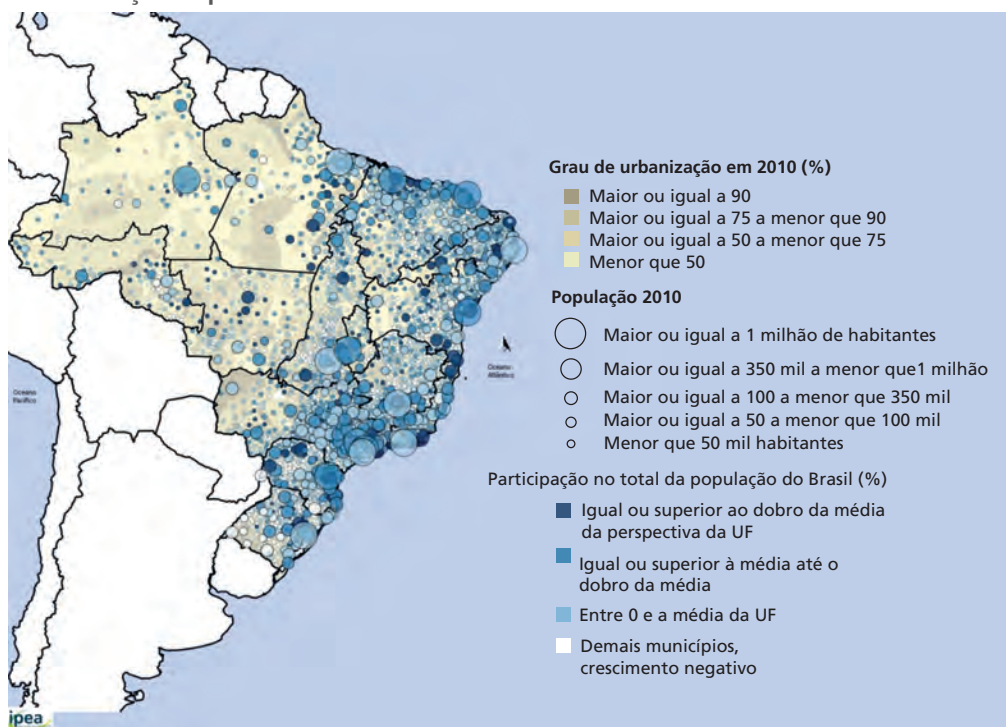 Grau de urbanização em 2010 (%)
Maior ou igual a 90
Maior ou igual a 75 a menor que 90
Maior ou igual a 50 a menor que 75
Menor que 50
População 2010
Maior ou igual a 1 milhão de habitantes
Maior ou igual a 350 mil a menor que1 milhão
Maior ou igual a 100 a menor que 350 mil
Maior ou igual a 50 a menor que 100 mil
Menor que 50 mil habitantes
Participação no total da população do Brasil (%)
Igual ou superior ao dobro da média
da perspectiva da UF
Igual ou superior à média até o
dobro da média
Entre 0 e a média da UF
Demais municípios,
crescimento negativo
Oceano
Atlântico
Oceano
Pacífico
ipea